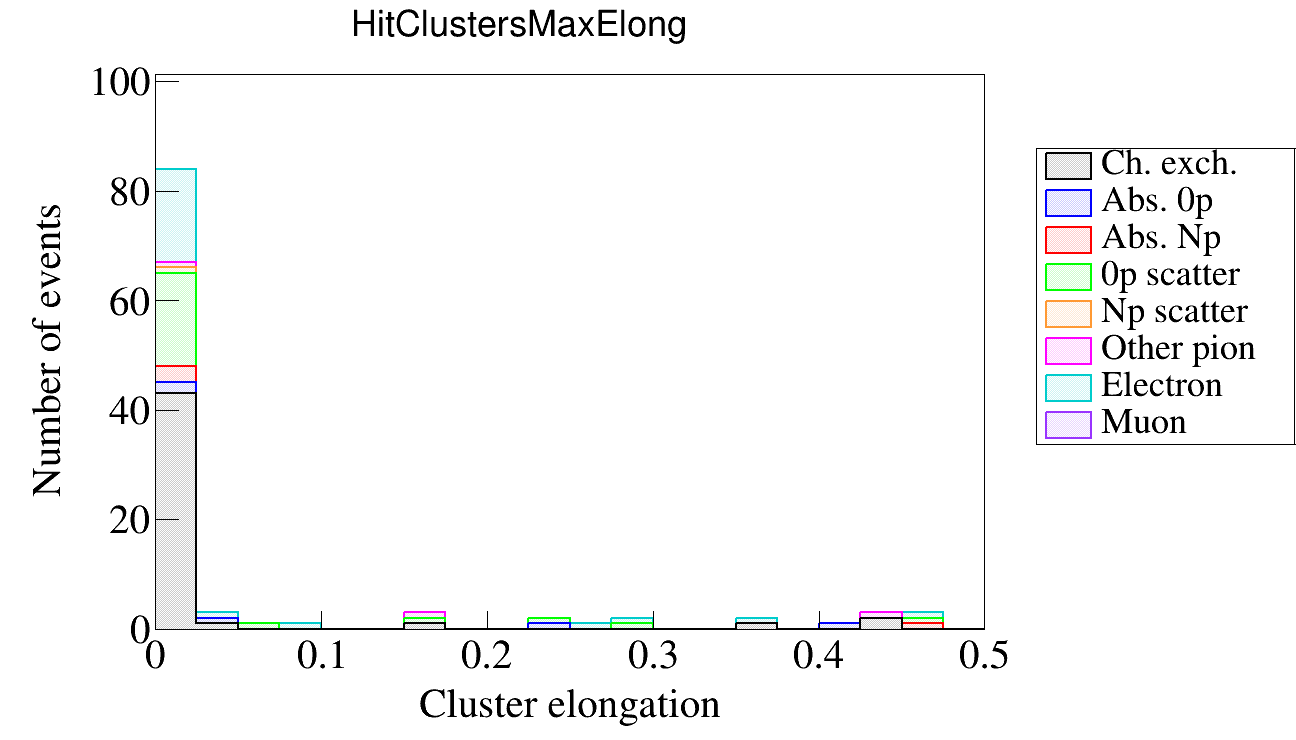 HitClustersMaxElong
Number of events
100
80
60
40
20
0
0
0.1
0.2
0.3
0.4
0.5
Cluster elongation
Ch. exch.
Abs. 0p
Abs. Np
0p scatter
Np scatter
Other pion
Electron
Muon